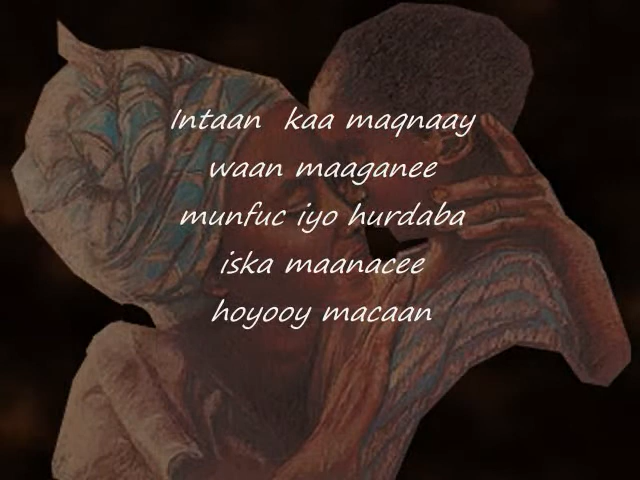 Intaan kaa maqnaay
waan maaganee
munfuc iyo hurdaba
iska maanacee
hoyooy macaan